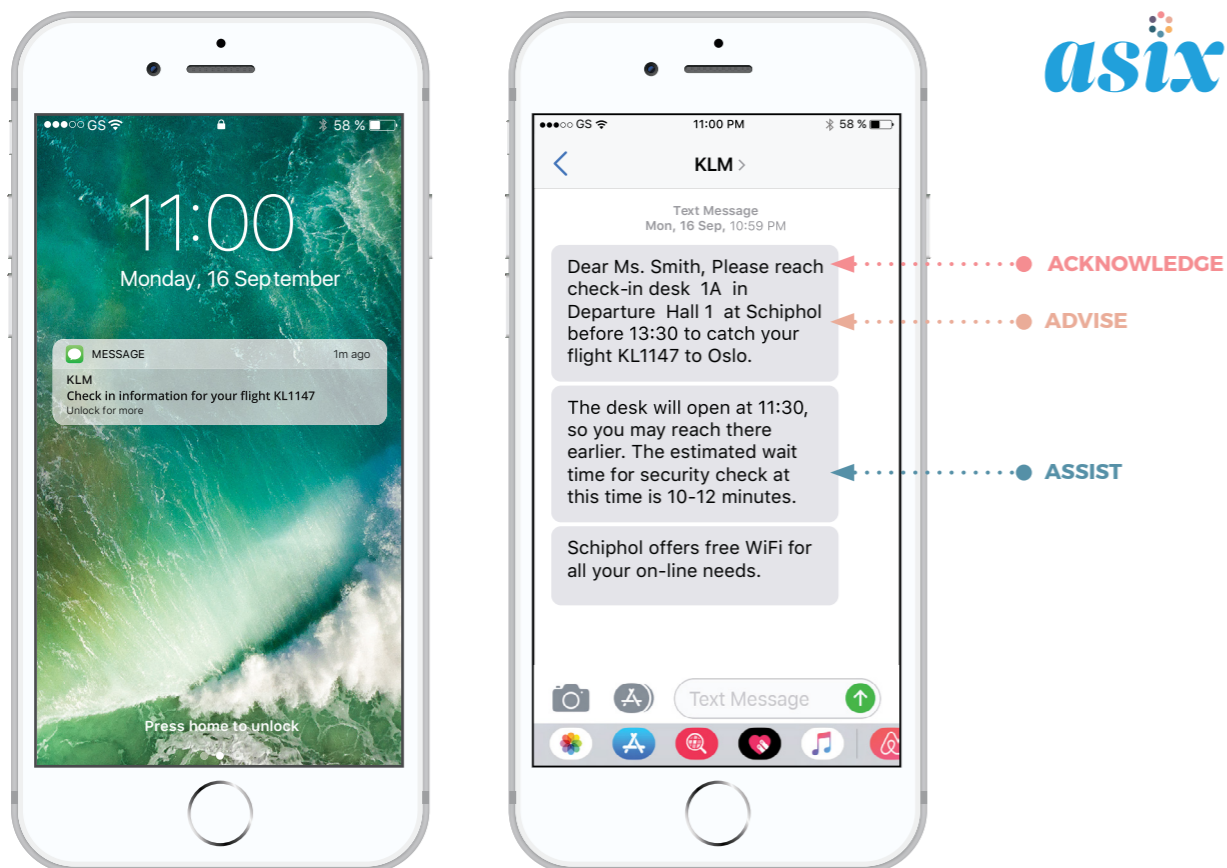 asix
GS 58 %
11:00
Monday, 16 September
MESSAGE 1m ago
KLM
Check in information for your flight KL1147
Unlock for more
Press home to unlock
GS 11:00 PM 58 %
KLM >
Text Message
Mon, 16 Sep, 10:59 PM
Dear Ms. Smith, Please reach
check-in desk 1A in
Departure Hall 1 at Schiphol
before 13:30 to catch your
flight KL1147 to Oslo.
The desk will open at 11:30,
so you may reach there
earlier. The estimated wait
time for security check at
this time is 10-12 minutes.
Schiphol offers free WiFi for
all your on-line needs.
Text Message
ACKNOWLEDGE
ADVISE
ASSIST